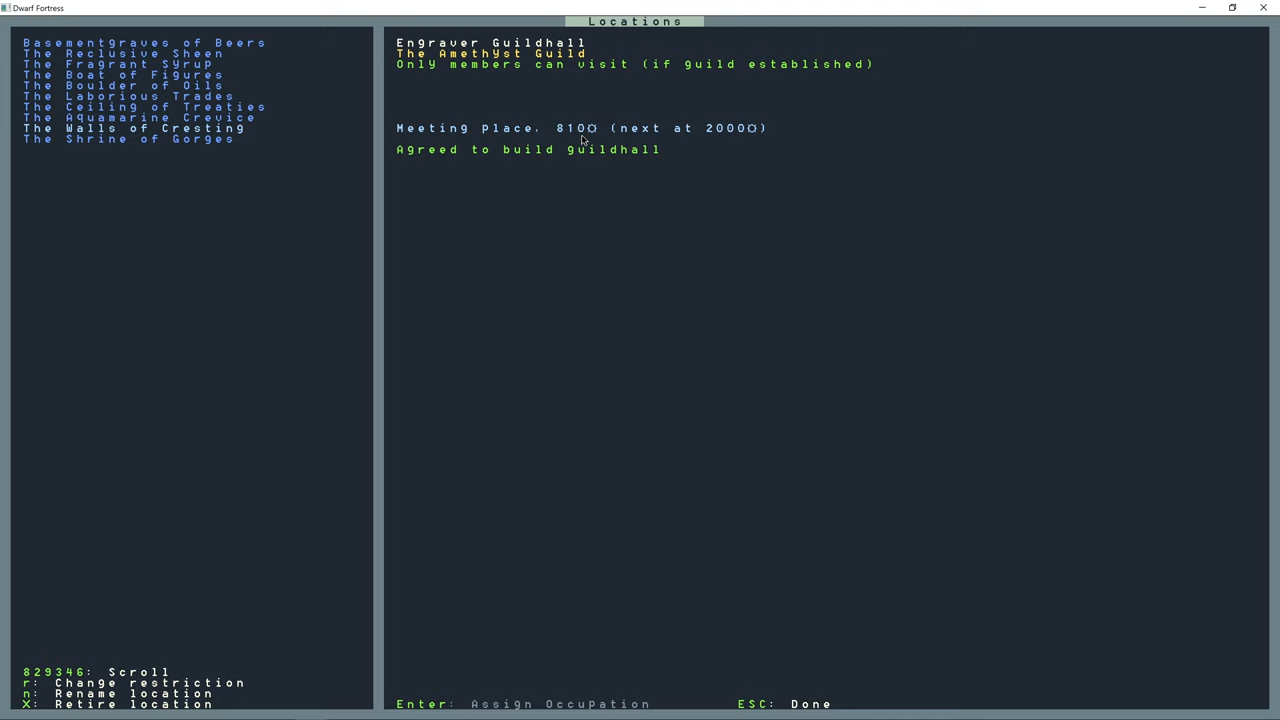 Dwarf Fortress
Locations
Basementgraves of Beers
The Reclusive Sheen
The Fragrant Syrup
The Boat of Figures
The Boulder of Oils
The Laborious Trades
The Ceiling of Treaties
The Aquamarine Crevice
The Walls of Cresting
The Shrine of Gorges
Engraver Guildhall
The Amethyst Guild
Only members can visit (if guild established)
Meeting place. 810☼ (next at 2000☼)
Agreed to build guildhall
829346: Scroll
r: Change restriction
n: Rename location
X: Retire location
Enter: Assign Occupation
ESC: Done